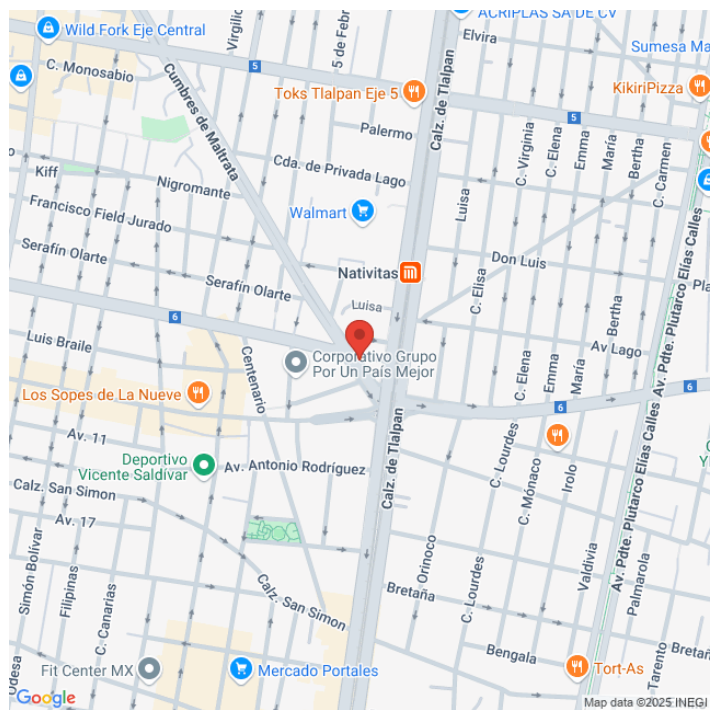 ACRIPLAS SA DE CV
Wild Fork Eje Central
Virgilio
5 de Febr
Elvira
Sumesa Ma
C. Monosabio
5
Toks Tlalpan Eje 5
KikiriPizza
Cumbres de Maltrata
Calz. de Tlalpan
5
Palermo
C. Virginia
C. Elena
Emma
María
Bertha
C. Carmen
Cda. de Privada Lago
Kiff
Nigromante
Walmart
Luisa
Francisco Field Jurado
Av. Pdte. Plutarco Elías Calles
Serafín Olarte
Nativitas
Don Luis
Serafín Olarte
C. Elisa
Pla
Luisa
Bertha
6
Luis Braile
Corporativo Grupo
Por Un País Mejor
Av Lago
Centenario
C. Elena
Emma
María
6
Los Sopes de La Nueve
6
Calz. de Tlalpan
Av. 11
Deportivo
Vicente Saldívar
Av. Antonio Rodríguez
C. Lourdes
C. Mónaco
Irolo
Calz. San Simon
Av. 17
Av. Pdte. Plutarco Elías Calles
Simón Bolívar
Filipinas
C. Canarias
Orinoco
C. Lourdes
Bretaña
Valdivia
Palmarola
Calz. San Simon
Bengala
Bretañ
Odesa
Fit Center MX
Mercado Portales
Tort-As
Tarento
Google
Map data ©2025 INEGI